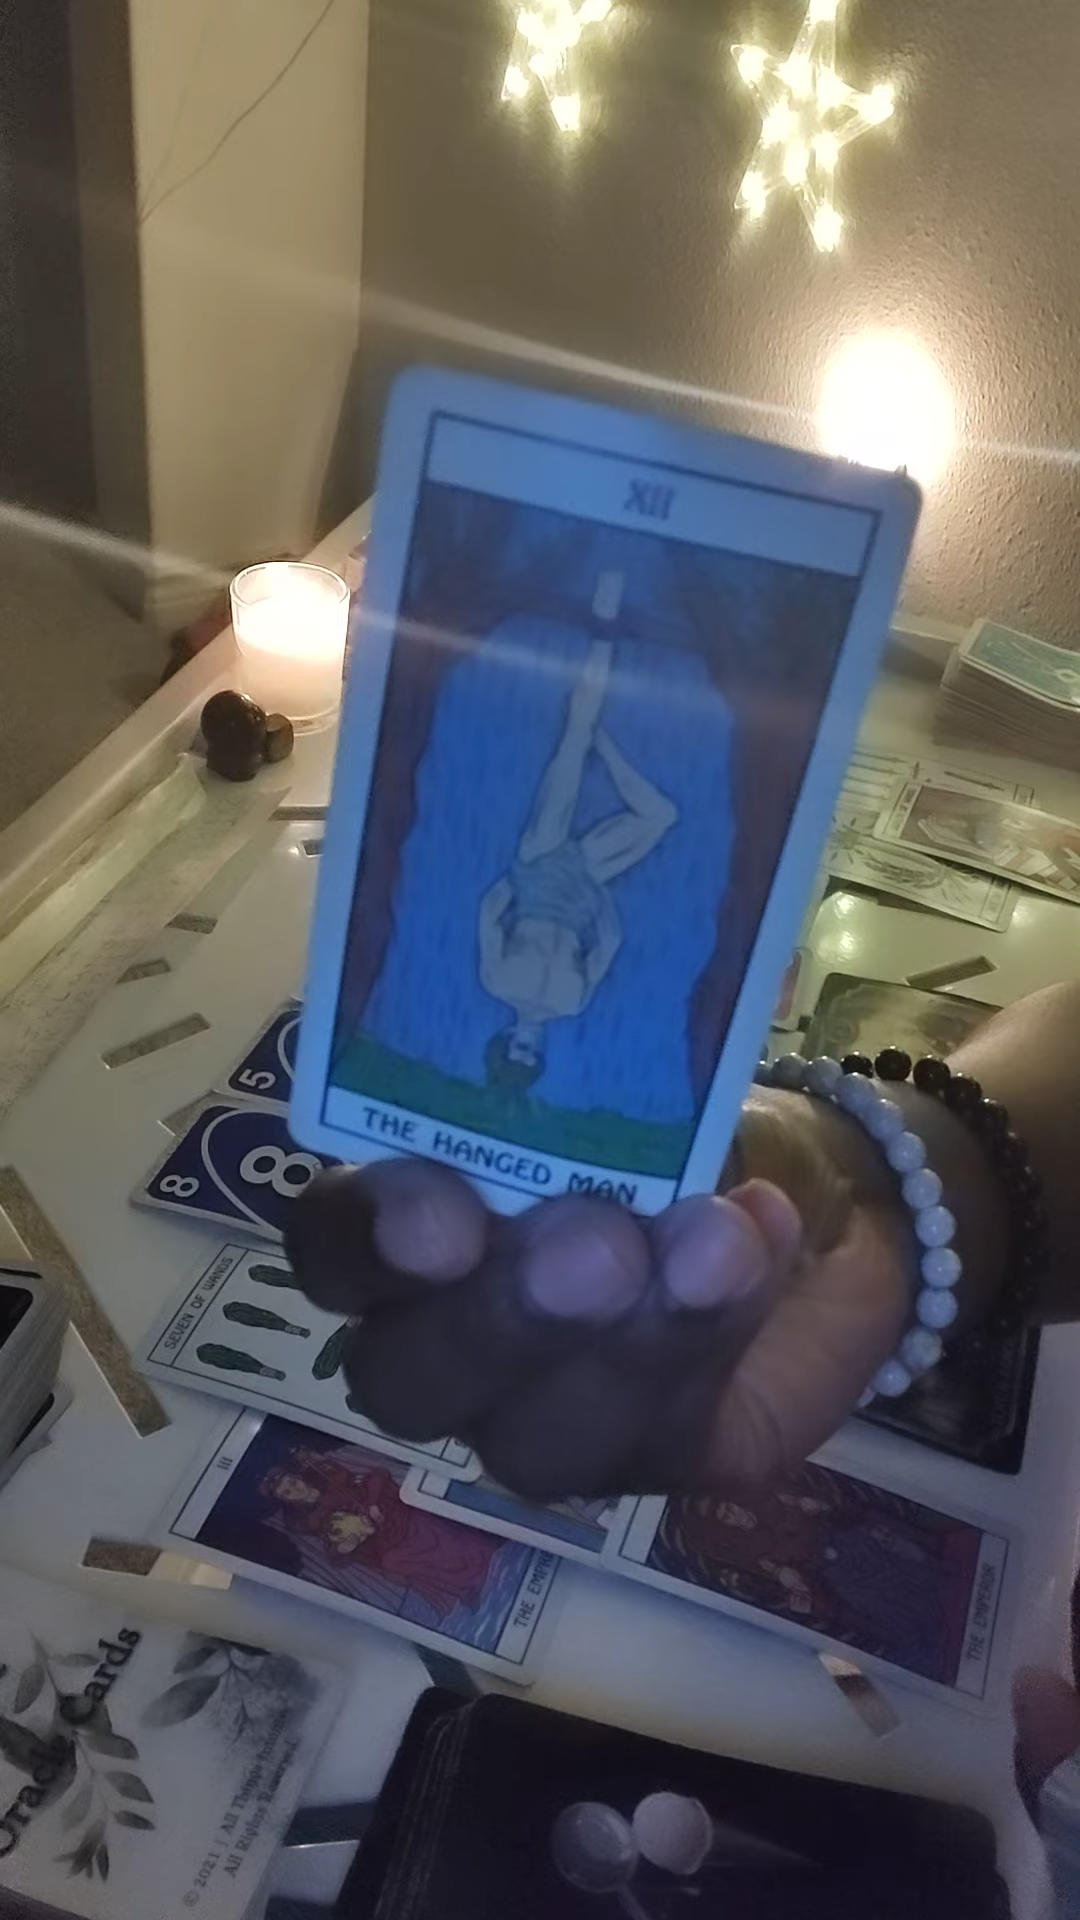 XII
THE HANGED MAN
5
8
8
SEVEN OF WANDS
III
THE EMPR
THE EMPEROR
Oracle Cards
© 2021 | All Things
All Rights Reserved